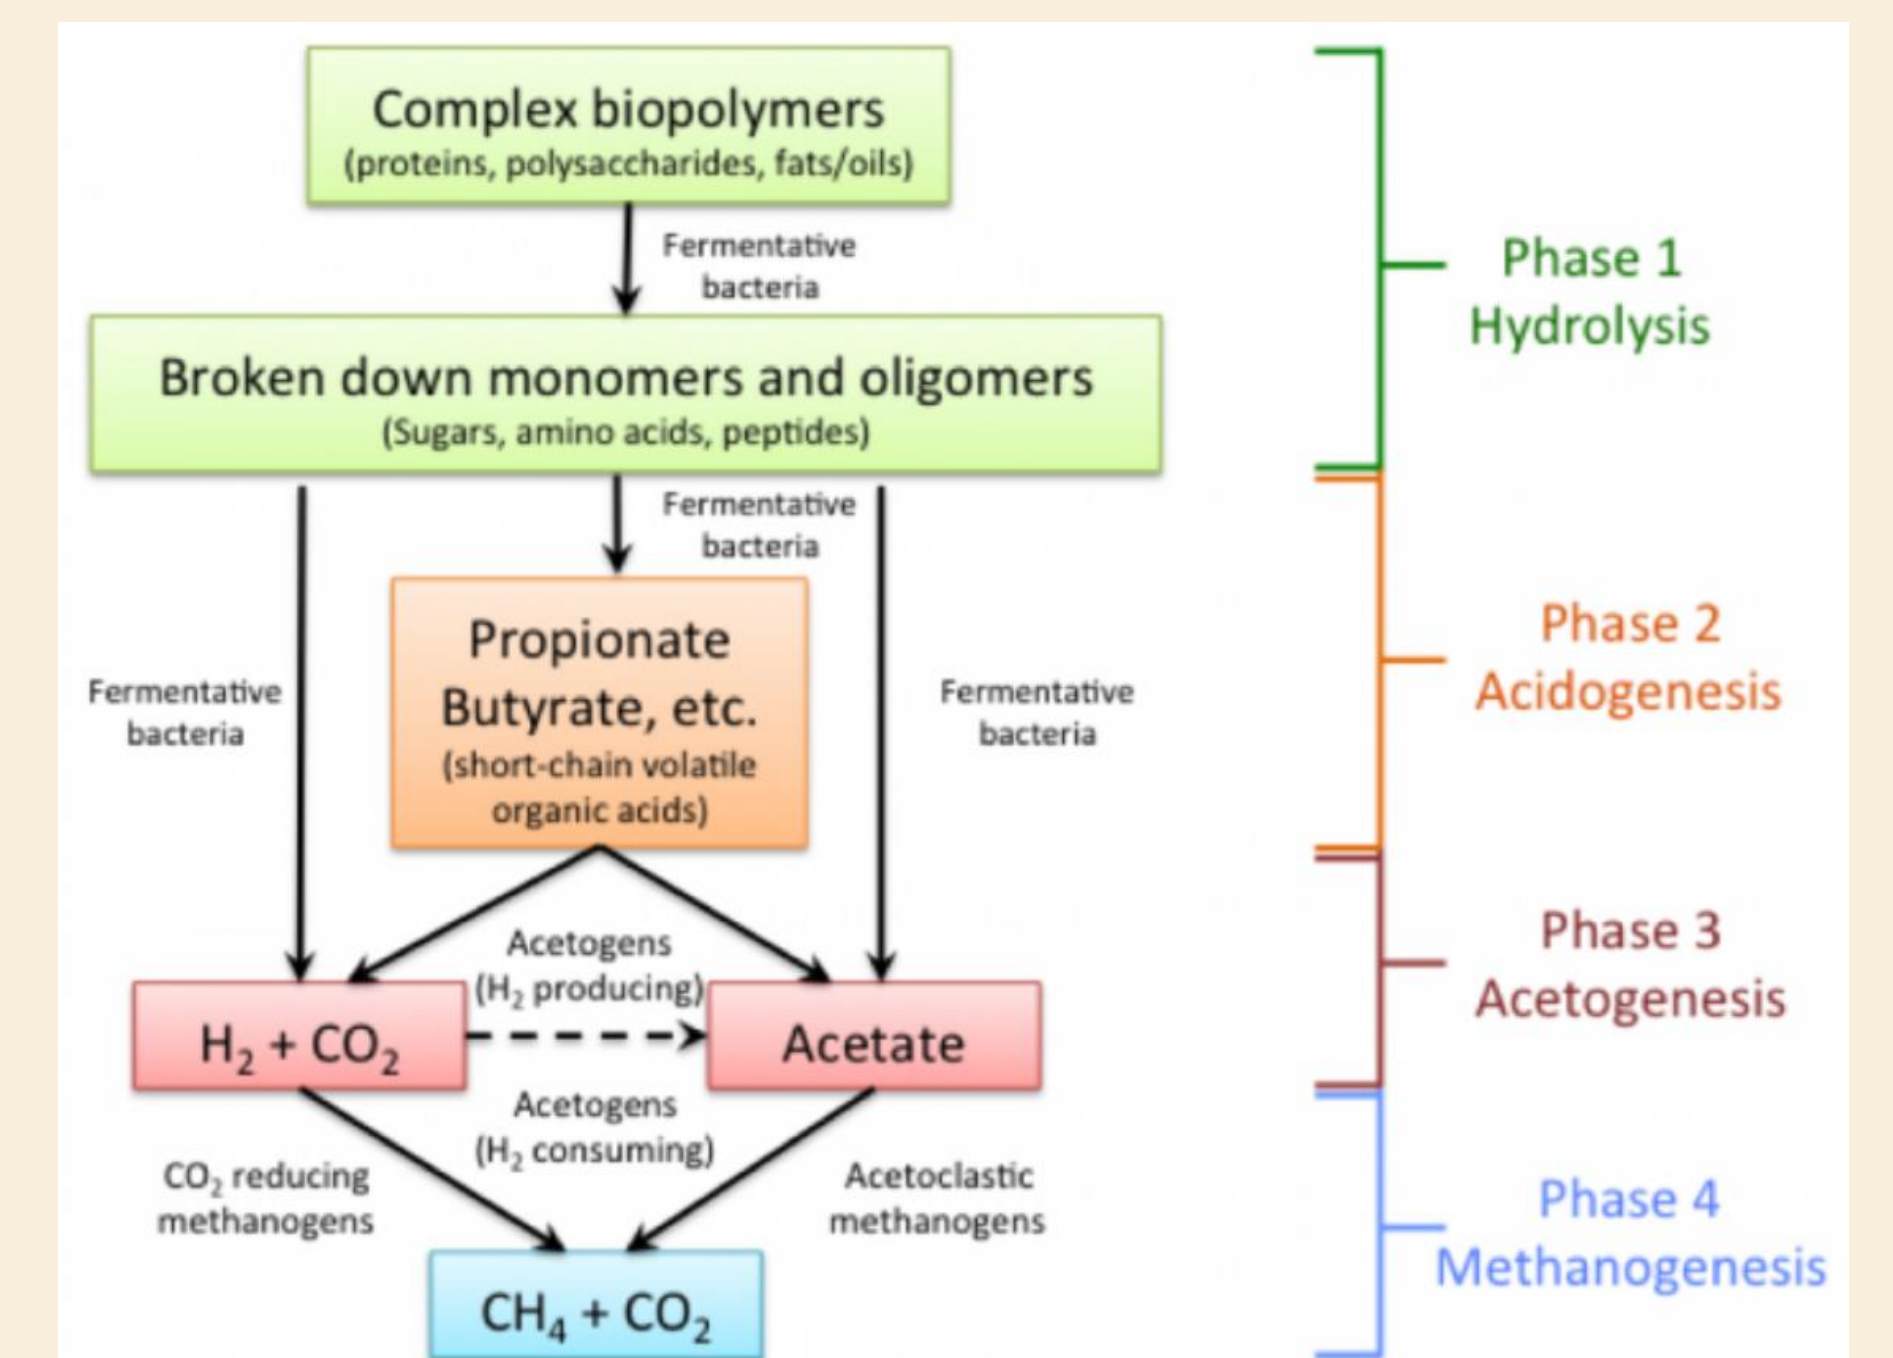 Complex biopolymers
(proteins, polysaccharides, fats/oils)
Fermentative
bacteria
Phase 1
Hydrolysis
Broken down monomers and oligomers
(Sugars, amino acids, peptides)
Fermentative
bacteria
Propionate
Butyrate, etc.
(short-chain volatile
organic acids)
Fermentative
bacteria
Fermentative
bacteria
Phase 2
Acidogenesis
Acetogens
(H₂ producing)
H₂ + CO₂
Acetate
Phase 3
Acetogenesis
Acetogens
(H₂ consuming)
CO₂ reducing
methanogens
Acetoclastic
methanogens
Phase 4
Methanogenesis
CH₄ + CO₂